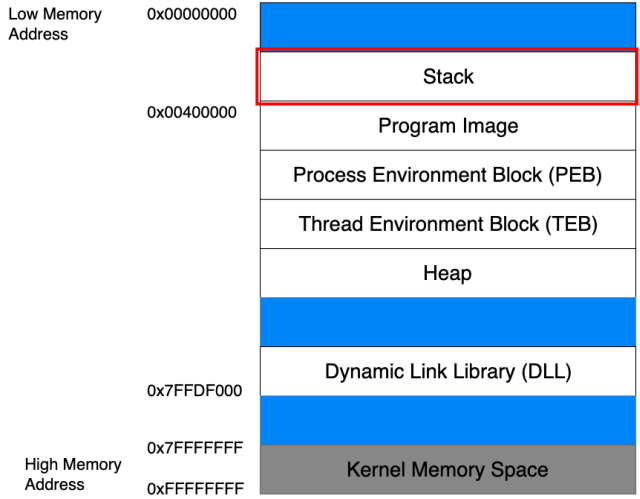 Low Memory
Address
0x00000000
Stack
0x00400000
Program Image
Process Environment Block (PEB)
Thread Environment Block (TEB)
Heap
Dynamic Link Library (DLL)
0x7FFDF000
0x7FFFFFFF
High Memory
Address
Kernel Memory Space
0xFFFFFFFF